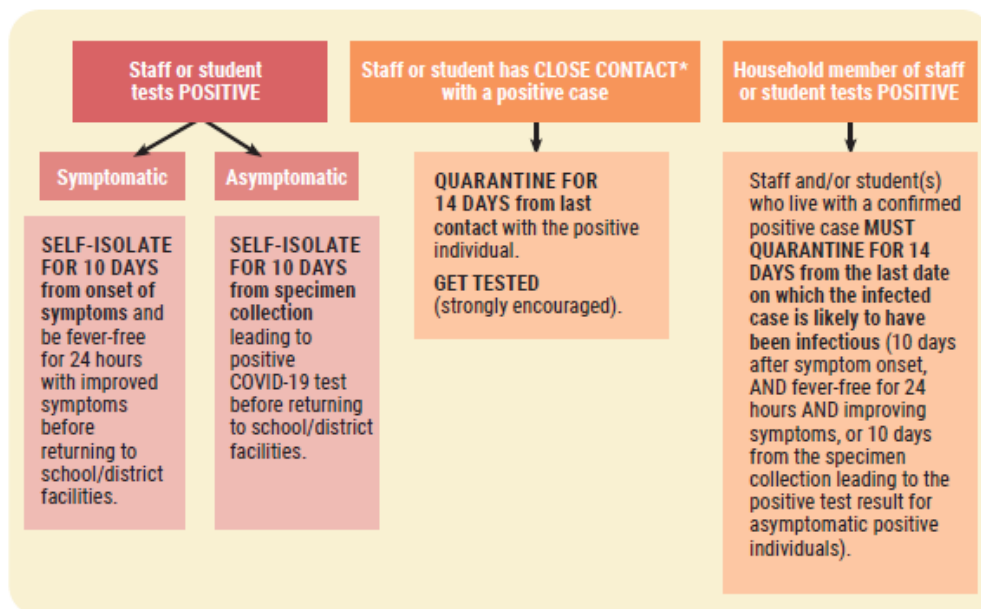 Staff or student
tests POSITIVE
Symptomatic
SELF-ISOLATE
FOR 10 DAYS
from onset of
symptoms and
be fever-free
for 24 hours
with improved
symptoms
before
returning to
school/district
facilities.
Asymptomatic
SELF-ISOLATE
FOR 10 DAYS
from specimen
collection
leading to
positive
COVID-19 test
before returning
to school/district
facilities.
Staff or student has CLOSE CONTACT*
with a positive case
QUARANTINE FOR
14 DAYS from last
contact with the positive
individual.
GET TESTED
(strongly encouraged).
Household member of staff
or student tests POSITIVE
Staff and/or student(s)
who live with a confirmed
positive case MUST
QUARANTINE FOR 14
DAYS from the last date
on which the infected
case is likely to have
been infectious (10 days
after symptom onset,
AND fever-free for 24
hours AND improving
symptoms, or 10 days
from the specimen
collection leading to the
positive test result for
asymptomatic positive
individuals).